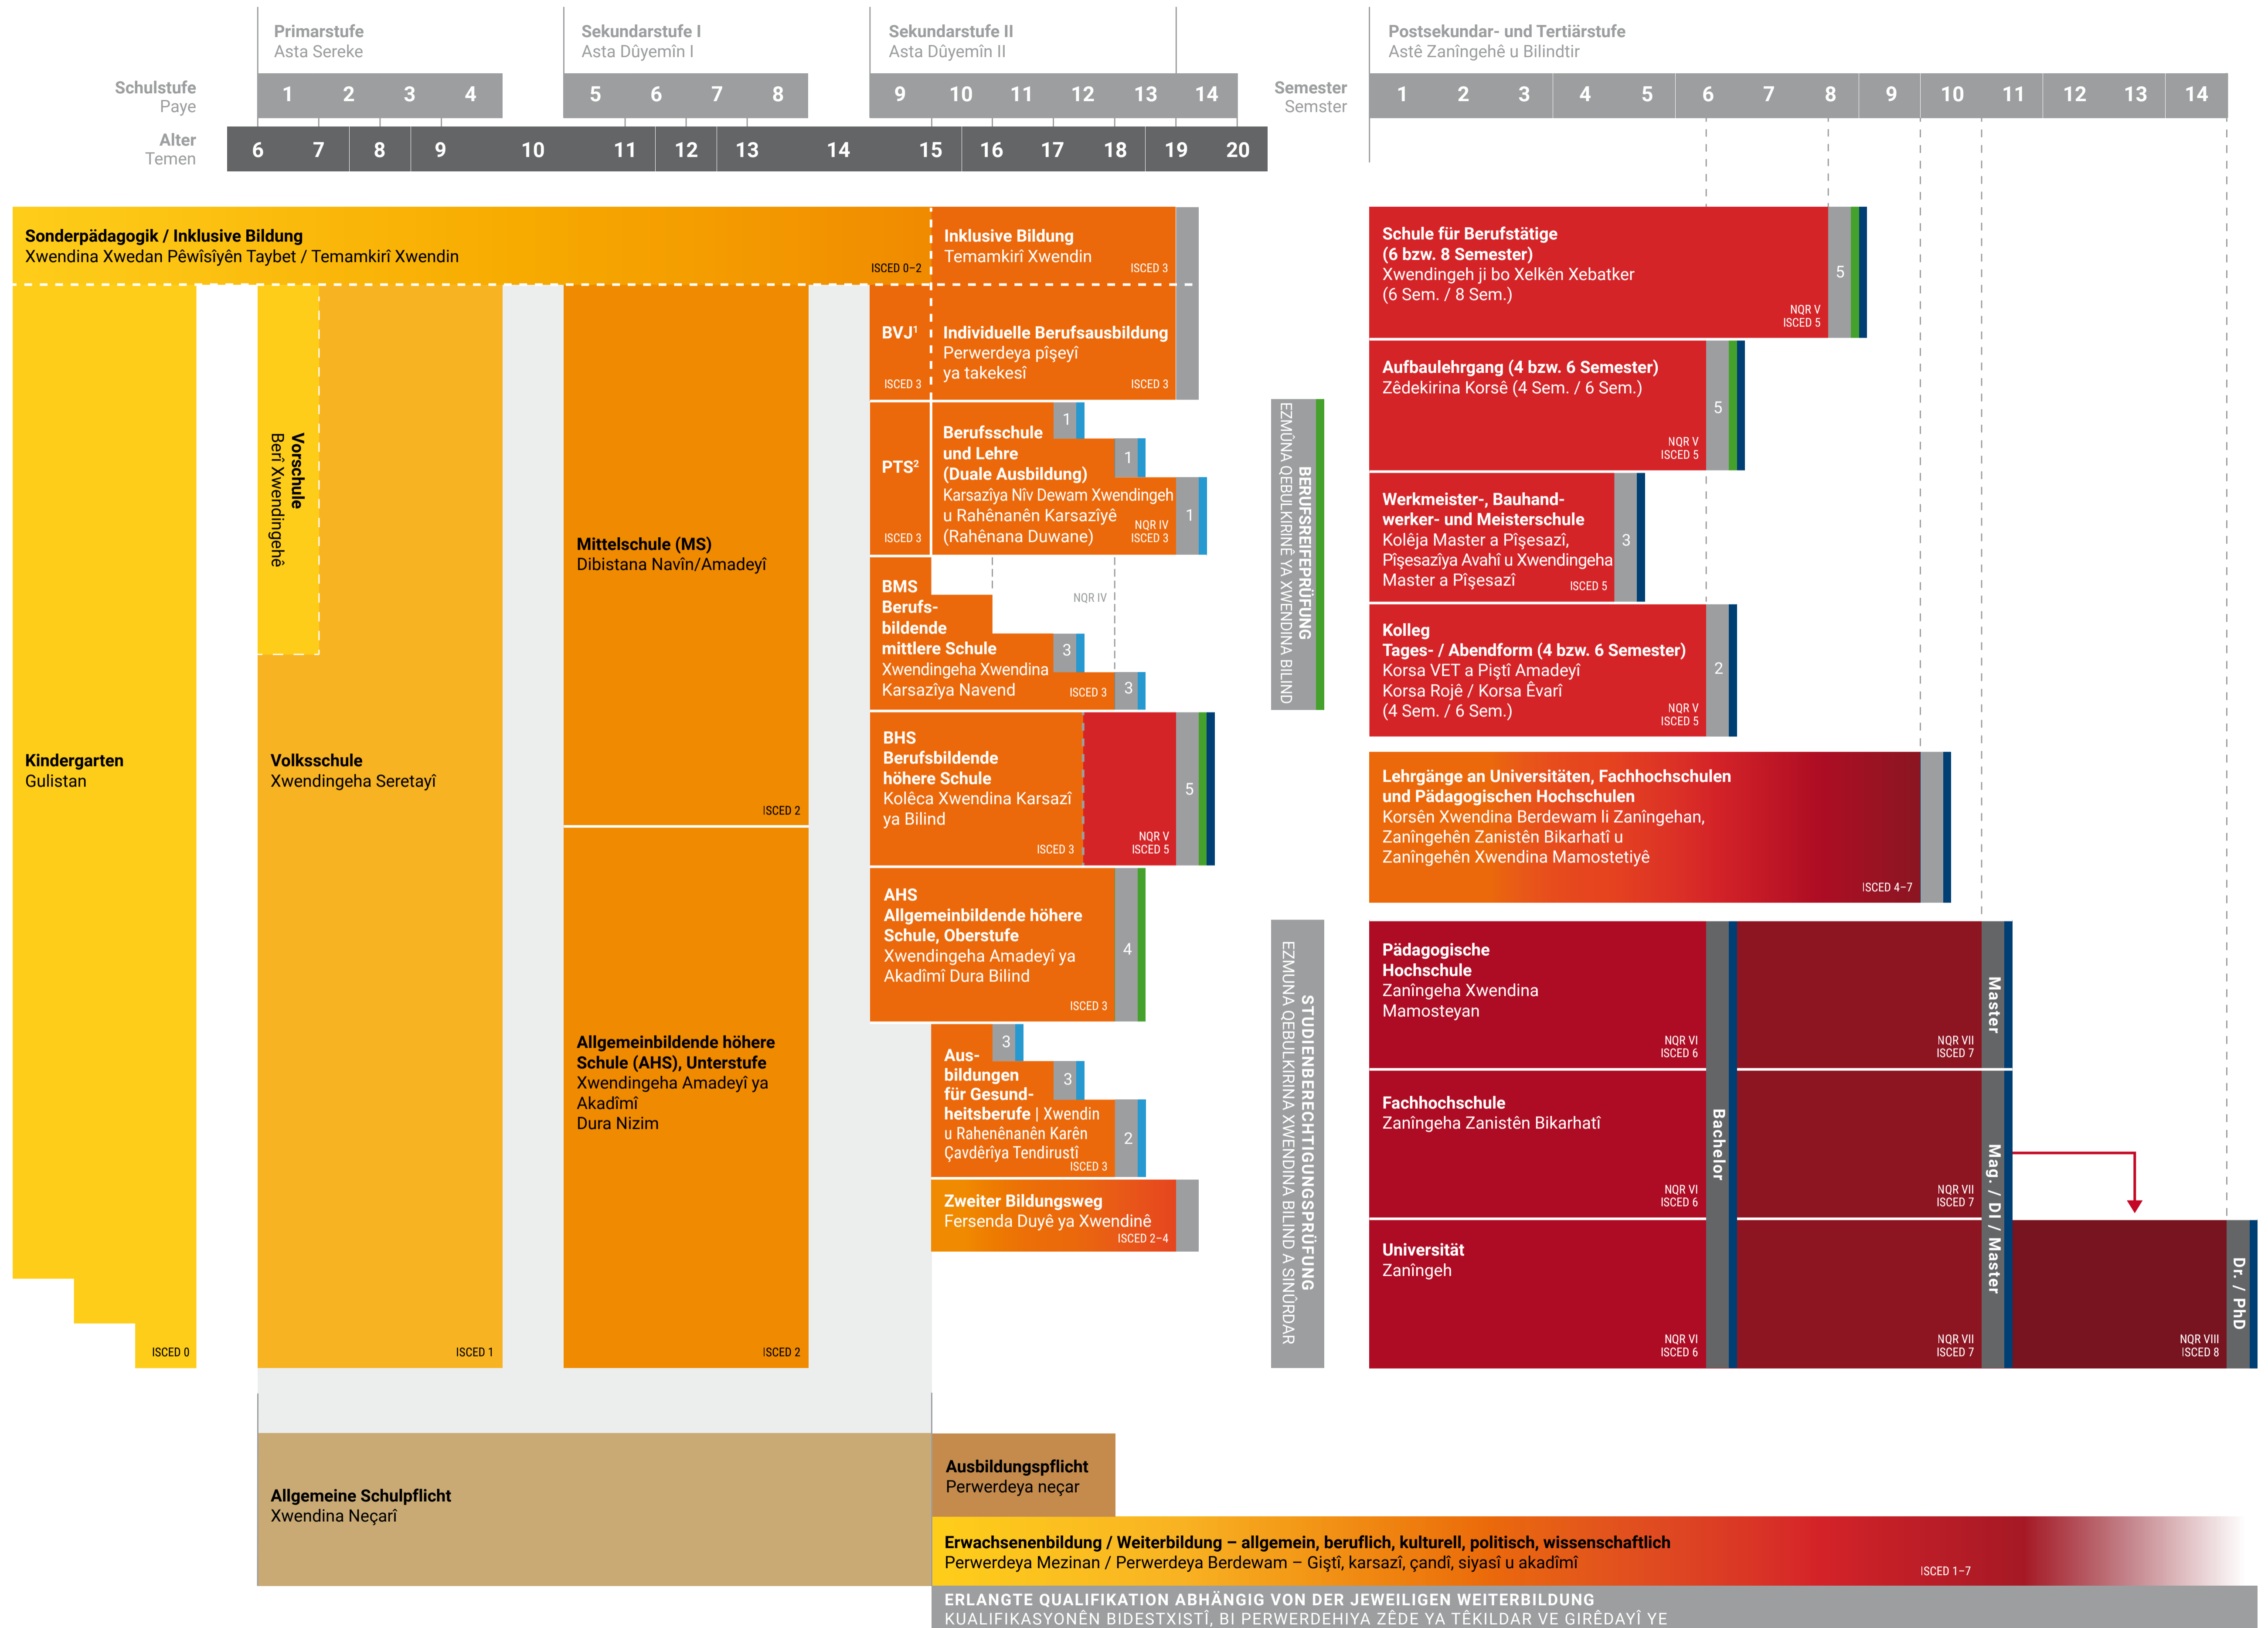 Primarstufe
Asta Sereke
Sekundarstufe I
Asta Dûyemîn I
Sekundarstufe II
Asta Dûyemîn II
Postsekundar- und Tertiärstufe
Astê Zanîngehê u Bilindtir
Schulstufe
Paye
1 2 3 4 5 6 7 8 9 10 11 12 13 14
Semester
Semster
1 2 3 4 5 6 7 8 9 10 11 12 13 14
Alter
Temen
6 7 8 9 10 11 12 13 14 15 16 17 18 19 20
Sonderpädagogik / Inklusive Bildung
Xwendina Xwedan Pêwîsîyên Taybet / Temamkirî Xwendin
ISCED 0–2
Inklusive Bildung
Temamkirî Xwendin
ISCED 3
Kindergarten
Gulistan
ISCED 0
Vorschule
Berî Xwendingehê
Volksschule
Xwendingeha Seretayî
ISCED 1
Mittelschule (MS)
Dibistana Navîn/Amadeyî
ISCED 2
Allgemeinbildende höhere
Schule (AHS), Unterstufe
Xwendingeha Amadeyî ya
Akadîmî
Dura Nizim
ISCED 2
BVJ¹
ISCED 3
Individuelle Berufsausbildung
Perwerdeya pîşeyî
ya takekesî
ISCED 3
PTS²
ISCED 3
Berufsschule
und Lehre
(Duale Ausbildung)
Karsazîya Nîv Dewam Xwendingeh
u Rahênanên Karsazîyê
(Rahênana Duwane)
NQR IV
ISCED 3
1
1
1
BMS
Berufs-
bildende
mittlere Schule
Xwendingeha Xwendina
Karsazîya Navend
ISCED 3
NQR IV
3
3
BHS
Berufsbildende
höhere Schule
Kolêca Xwendina Karsazî
ya Bilind
ISCED 3
NQR V
ISCED 5
5
AHS
Allgemeinbildende höhere
Schule, Oberstufe
Xwendingeha Amadeyî ya
Akadîmî Dura Bilind
ISCED 3
4
Aus-
bildungen
für Gesund-
heitsberufe | Xwendin
u Rahenênanên Karên
Çavdêrîya Tendirustî
ISCED 3
3
3
2
Zweiter Bildungsweg
Fersenda Duyê ya Xwendinê
ISCED 2–4
BERUFSREIFEPRÜFUNG
EZMÛNA QEBULKIRINÊ YA XWENDINA BILIND
STUDIENBERECHTIGUNGSPRÜFUNG
EZMUNA QEBULKIRINA XWENDINA BILIND A SINÛRDAR
Schule für Berufstätige
(6 bzw. 8 Semester)
Xwendingeh ji bo Xelkên Xebatker
(6 Sem. / 8 Sem.)
NQR V
ISCED 5
5
Aufbaulehrgang (4 bzw. 6 Semester)
Zêdekirina Korsê (4 Sem. / 6 Sem.)
NQR V
ISCED 5
5
Werkmeister-, Bauhand-
werker- und Meisterschule
Kolêja Master a Pîşesazî,
Pîşesazîya Avahî u Xwendingeha
Master a Pîşesazî
ISCED 5
3
Kolleg
Tages- / Abendform (4 bzw. 6 Semester)
Korsa VET a Piştî Amadeyî
Korsa Rojê / Korsa Êvarî
(4 Sem. / 6 Sem.)
NQR V
ISCED 5
2
Lehrgänge an Universitäten, Fachhochschulen
und Pädagogischen Hochschulen
Korsên Xwendina Berdewam li Zanîngehan,
Zanîngehên Zanistên Bikarhatî u
Zanîngehên Xwendina Mamostetiyê
ISCED 4–7
Pädagogische
Hochschule
Zanîngeha Xwendina
Mamosteyan
NQR VI
ISCED 6
NQR VII
ISCED 7
Master
Fachhochschule
Zanîngeha Zanistên Bikarhatî
NQR VI
ISCED 6
Bachelor
NQR VII
ISCED 7
Mag. / DI / Master
Universität
Zanîngeh
NQR VI
ISCED 6
NQR VII
ISCED 7
NQR VIII
ISCED 8
Dr. / PhD
Allgemeine Schulpflicht
Xwendina Neçarî
Ausbildungspflicht
Perwerdeya neçar
Erwachsenenbildung / Weiterbildung – allgemein, beruflich, kulturell, politisch, wissenschaftlich
Perwerdeya Mezinan / Perwerdeya Berdewam – Giştî, karsazî, çandî, siyasî u akadîmî
ISCED 1–7
ERLANGTE QUALIFIKATION ABHÄNGIG VON DER JEWEILIGEN WEITERBILDUNG
KUALIFIKASYONÊN BIDESTXISTÎ, BI PERWERDEHIYA ZÊDE YA TÊKILDAR VE GIRÊDAYÎ YE